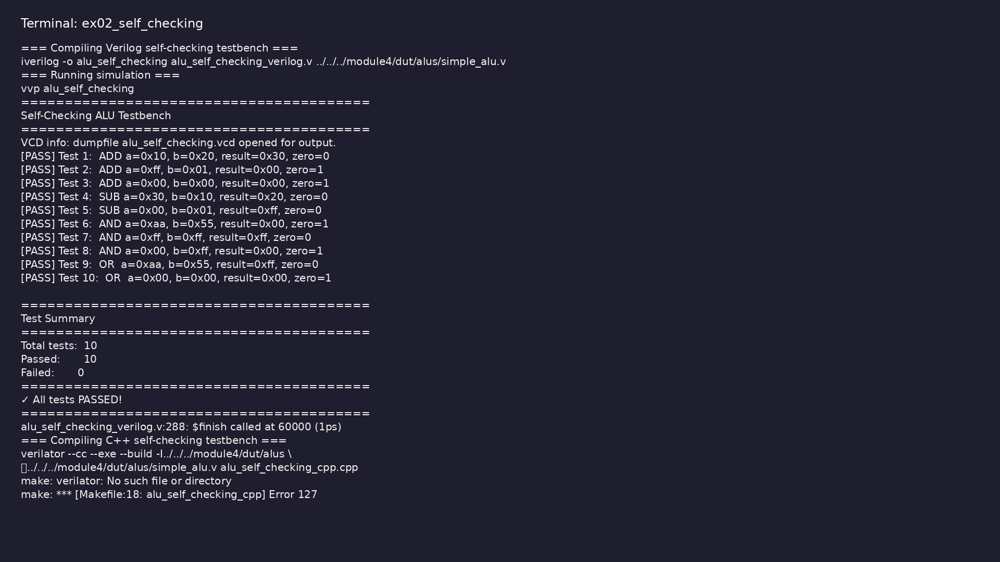 Terminal: ex02_self_checking
=== Compiling Verilog self-checking testbench ===
iverilog -o alu_self_checking alu_self_checking_verilog.v ../../../module4/dut/alus/simple_alu.v
=== Running simulation ===
vvp alu_self_checking
========================================
Self-Checking ALU Testbench
========================================
VCD info: dumpfile alu_self_checking.vcd opened for output.
[PASS] Test 1:  ADD a=0x10, b=0x20, result=0x30, zero=0
[PASS] Test 2:  ADD a=0xff, b=0x01, result=0x00, zero=1
[PASS] Test 3:  ADD a=0x00, b=0x00, result=0x00, zero=1
[PASS] Test 4:  SUB a=0x30, b=0x10, result=0x20, zero=0
[PASS] Test 5:  SUB a=0x00, b=0x01, result=0xff, zero=0
[PASS] Test 6:  AND a=0xaa, b=0x55, result=0x00, zero=1
[PASS] Test 7:  AND a=0xff, b=0xff, result=0xff, zero=0
[PASS] Test 8:  AND a=0x00, b=0xff, result=0x00, zero=1
[PASS] Test 9:  OR  a=0xaa, b=0x55, result=0xff, zero=0
[PASS] Test 10:  OR  a=0x00, b=0x00, result=0x00, zero=1
========================================
Test Summary
========================================
Total tests:  10
Passed:       10
Failed:       0
========================================
✓ All tests PASSED!
========================================
alu_self_checking_verilog.v:288: $finish called at 60000 (1ps)
=== Compiling C++ self-checking testbench ===
verilator --cc --exe --build -I../../../module4/dut/alus \
../../../module4/dut/alus/simple_alu.v alu_self_checking_cpp.cpp
make: verilator: No such file or directory
make: *** [Makefile:18: alu_self_checking_cpp] Error 127